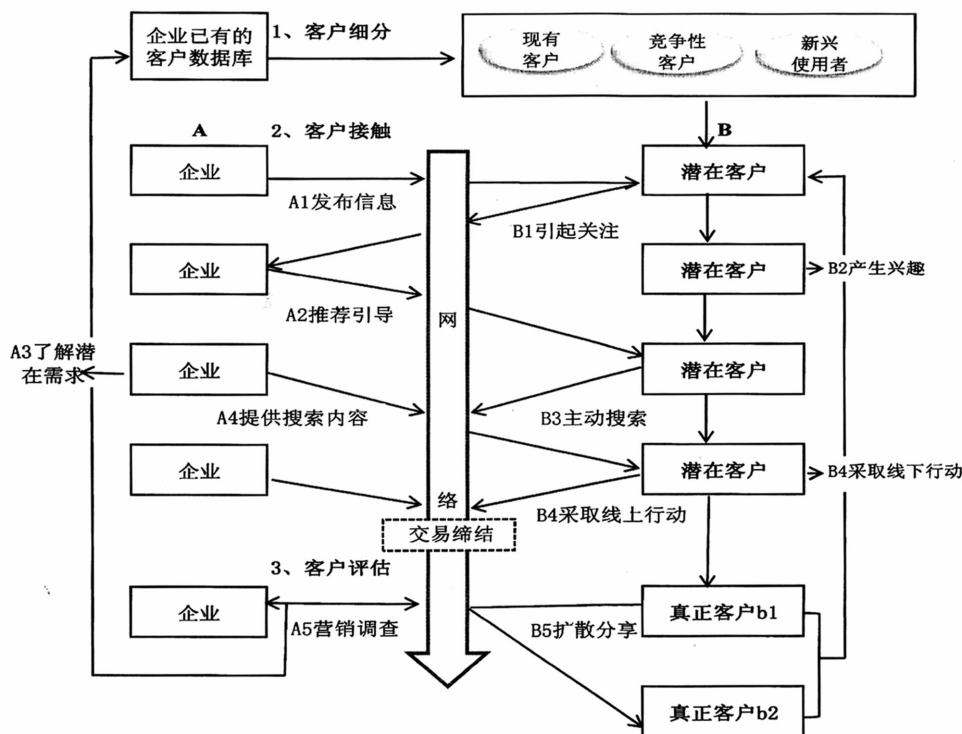 企业已有的
客户数据库
1、客户细分
现有
客户
竞争性
客户
新兴
使用者
A
2、客户接触
B
企业
潜在客户
A1发布信息
B1引起关注
企业
潜在客户
B2产生兴趣
A2推荐引导
网
A3了解潜
在需求
企业
潜在客户
A4提供搜索内容
B3主动搜索
企业
潜在客户
B4采取线下行动
络
B4采取线上行动
交易缔结
3、客户评估
企业
真正客户b1
A5营销调查
B5扩散分享
真正客户b2